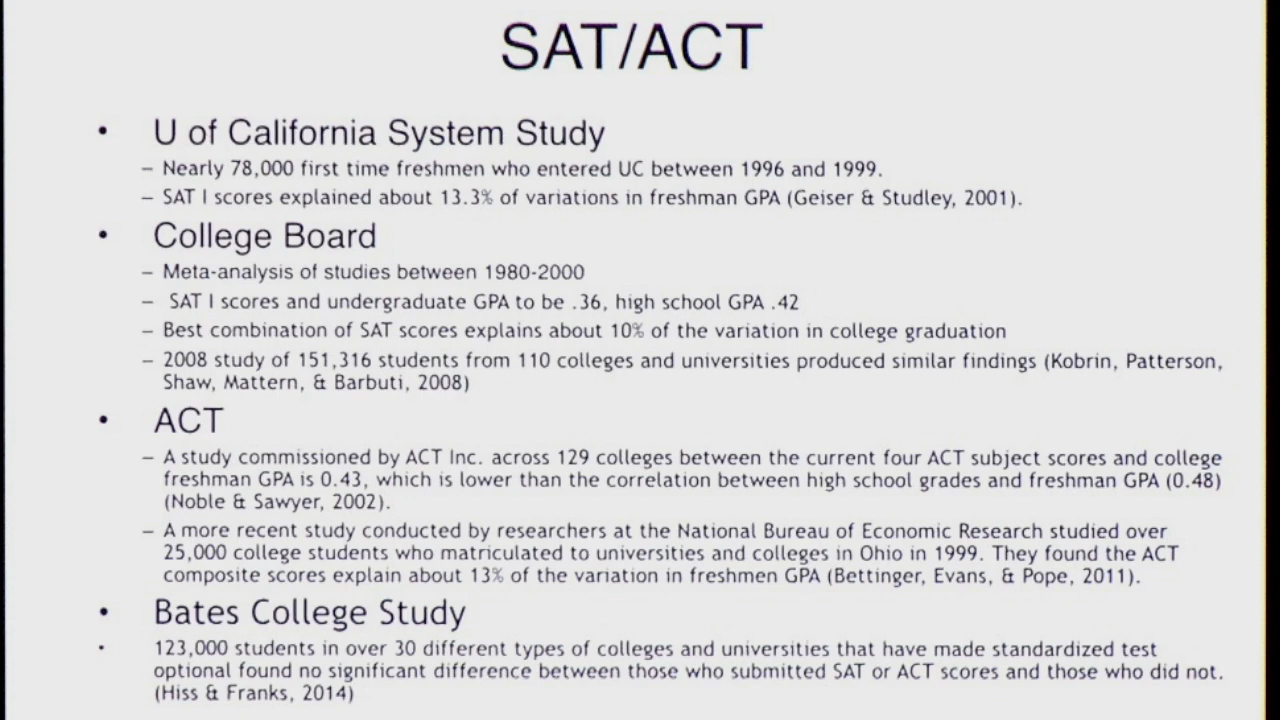 SAT/ACT
• U of California System Study
– Nearly 78,000 first time freshmen who entered UC between 1996 and 1999.
– SAT I scores explained about 13.3% of variations in freshman GPA (Geiser & Studley, 2001).
• College Board
– Meta-analysis of studies between 1980-2000
– SAT I scores and undergraduate GPA to be .36, high school GPA .42
– Best combination of SAT scores explains about 10% of the variation in college graduation
– 2008 study of 151,316 students from 110 colleges and universities produced similar findings (Kobrin, Patterson,
Shaw, Mattern, & Barbuti, 2008)
• ACT
– A study commissioned by ACT Inc. across 129 colleges between the current four ACT subject scores and college
freshman GPA is 0.43, which is lower than the correlation between high school grades and freshman GPA (0.48)
(Noble & Sawyer, 2002).
– A more recent study conducted by researchers at the National Bureau of Economic Research studied over
25,000 college students who matriculated to universities and colleges in Ohio in 1999. They found the ACT
composite scores explain about 13% of the variation in freshmen GPA (Bettinger, Evans, & Pope, 2011).
• Bates College Study
• 123,000 students in over 30 different types of colleges and universities that have made standardized test
optional found no significant difference between those who submitted SAT or ACT scores and those who did not.
(Hiss & Franks, 2014)